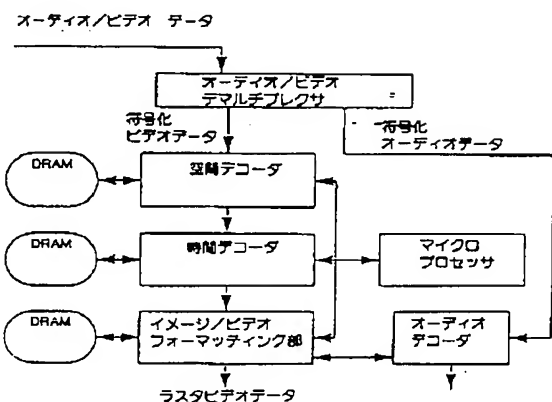 オーディオ/ビデオ データ
オーディオ/ビデオ
デマルチプレクサ
符号化
ビデオデータ
符号化
オーディオデータ
DRAM
空間デコーダ
DRAM
時間デコーダ
マイクロ
プロセッサ
DRAM
イメージ/ビデオ
フォーマッティング部
オーディオ
デコーダ
ラスタビデオデータ